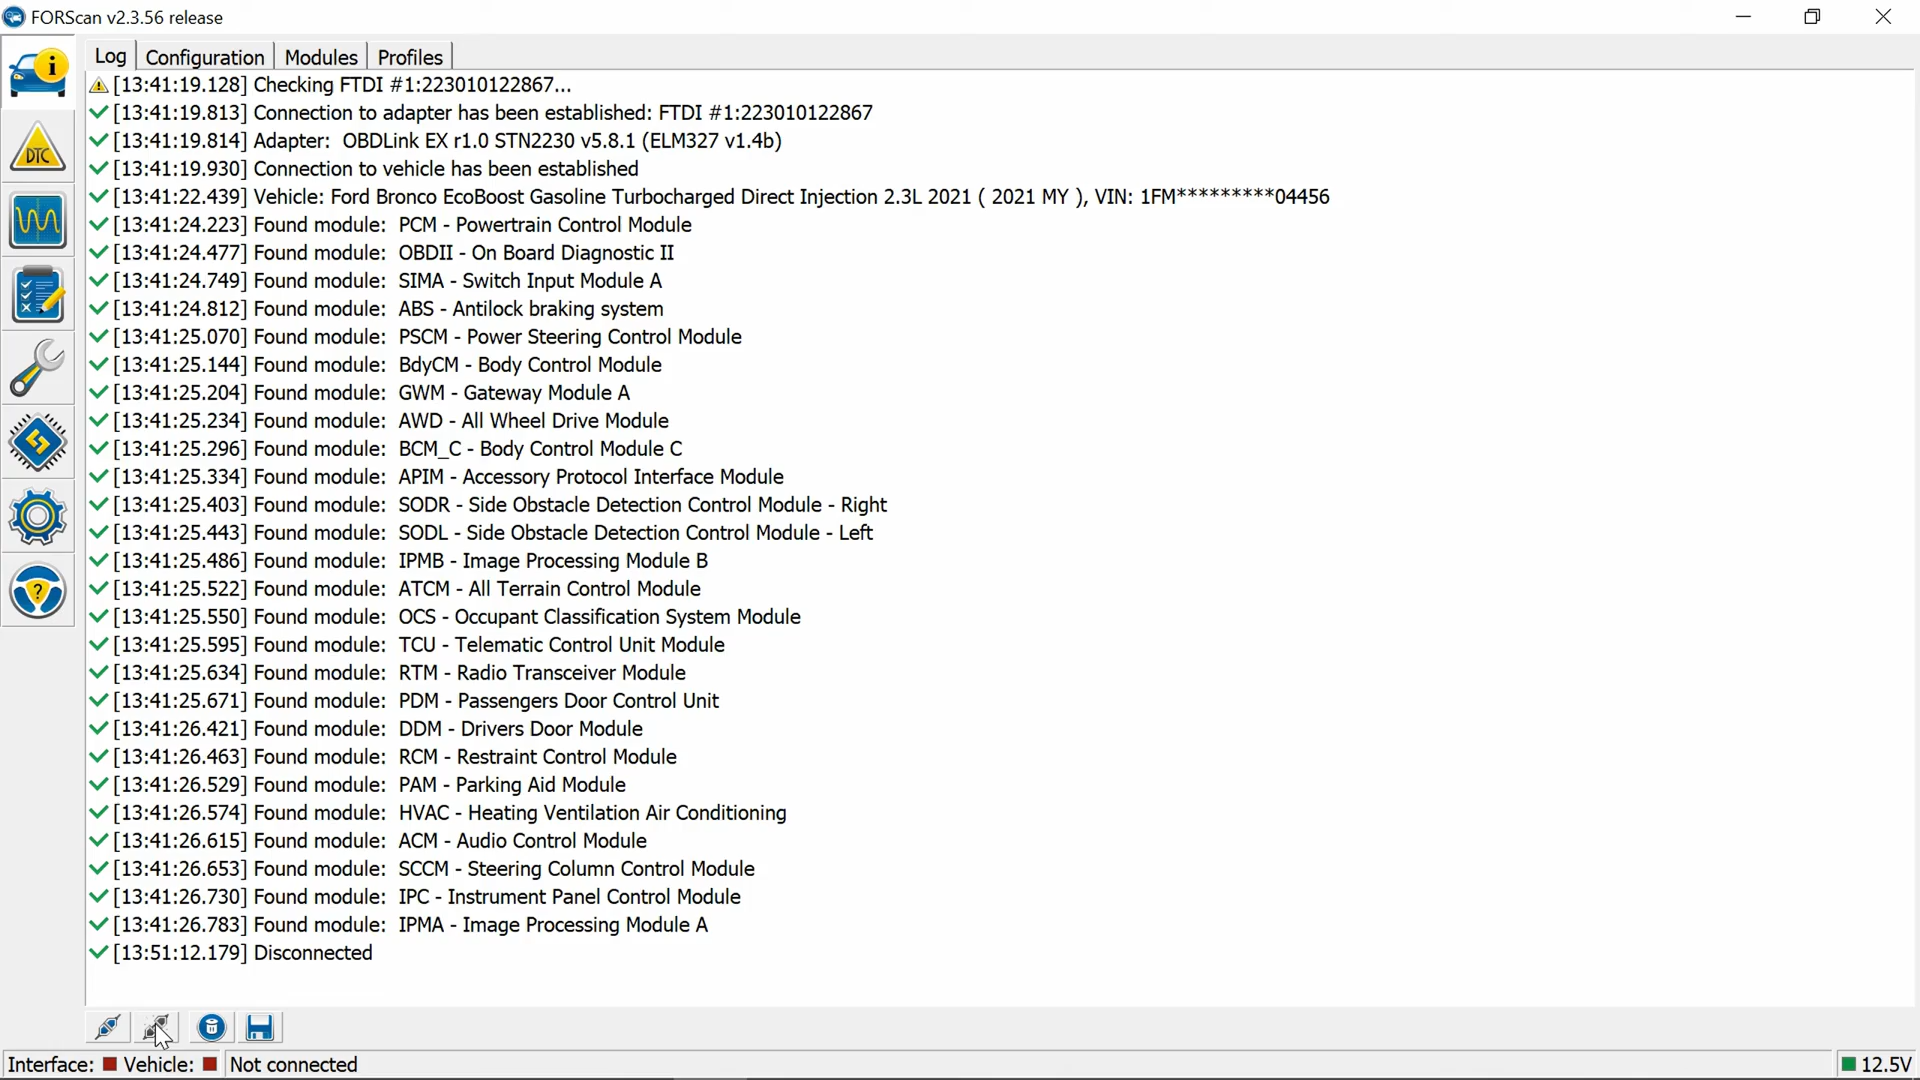 FORScan v2.3.56 release
Log Configuration Modules Profiles
[13:41:19.128] Checking FTDI #1:223010122867...
[13:41:19.813] Connection to adapter has been established: FTDI #1:223010122867
[13:41:19.814] Adapter: OBDLink EX r1.0 STN2230 v5.8.1 (ELM327 v1.4b)
[13:41:19.930] Connection to vehicle has been established
[13:41:22.439] Vehicle: Ford Bronco EcoBoost Gasoline Turbocharged Direct Injection 2.3L 2021 ( 2021 MY ), VIN: 1FM*********04456
[13:41:24.223] Found module: PCM - Powertrain Control Module
[13:41:24.477] Found module: OBDII - On Board Diagnostic II
[13:41:24.749] Found module: SIMA - Switch Input Module A
[13:41:24.812] Found module: ABS - Antilock braking system
[13:41:25.070] Found module: PSCM - Power Steering Control Module
[13:41:25.144] Found module: BdyCM - Body Control Module
[13:41:25.204] Found module: GWM - Gateway Module A
[13:41:25.234] Found module: AWD - All Wheel Drive Module
[13:41:25.296] Found module: BCM_C - Body Control Module C
[13:41:25.334] Found module: APIM - Accessory Protocol Interface Module
[13:41:25.403] Found module: SODR - Side Obstacle Detection Control Module - Right
[13:41:25.443] Found module: SODL - Side Obstacle Detection Control Module - Left
[13:41:25.486] Found module: IPMB - Image Processing Module B
[13:41:25.522] Found module: ATCM - All Terrain Control Module
[13:41:25.550] Found module: OCS - Occupant Classification System Module
[13:41:25.595] Found module: TCU - Telematic Control Unit Module
[13:41:25.634] Found module: RTM - Radio Transceiver Module
[13:41:25.671] Found module: PDM - Passengers Door Control Unit
[13:41:26.421] Found module: DDM - Drivers Door Module
[13:41:26.463] Found module: RCM - Restraint Control Module
[13:41:26.529] Found module: PAM - Parking Aid Module
[13:41:26.574] Found module: HVAC - Heating Ventilation Air Conditioning
[13:41:26.615] Found module: ACM - Audio Control Module
[13:41:26.653] Found module: SCCM - Steering Column Control Module
[13:41:26.730] Found module: IPC - Instrument Panel Control Module
[13:41:26.783] Found module: IPMA - Image Processing Module A
[13:51:12.179] Disconnected
DTC
Interface: Vehicle: Not connected 12.5V